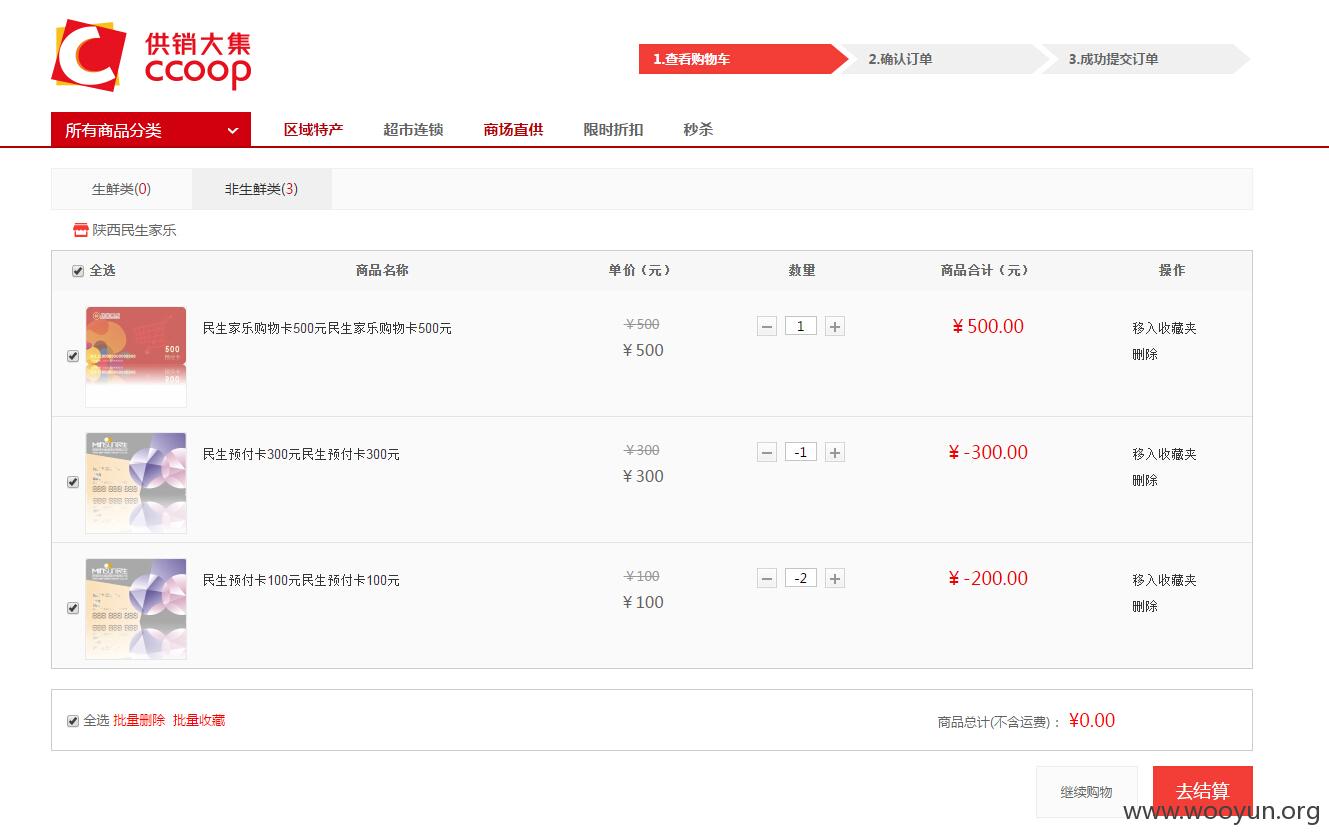 供销大集
ccoop
1.查看购物车 2.确认订单 3.成功提交订单
所有商品分类 区域特产 超市连锁 商场直供 限时折扣 秒杀
生鲜类(0) 非生鲜类(3)
陕西民生家乐
全选 商品名称 单价（元） 数量 商品合计（元） 操作
500
民生家乐购物卡500元民生家乐购物卡500元 ￥500 1 ￥500.00 移入收藏夹
￥500 删除
民生预付卡300元民生预付卡300元 ￥300 -1 ￥-300.00 移入收藏夹
￥300 删除
888 888 888
民生预付卡100元民生预付卡100元 ￥100 -2 ￥-200.00 移入收藏夹
￥100 删除
888 888 888
全选 批量删除 批量收藏 商品总计(不含运费)： ¥0.00
继续购物 去结算
www.wooyun.org